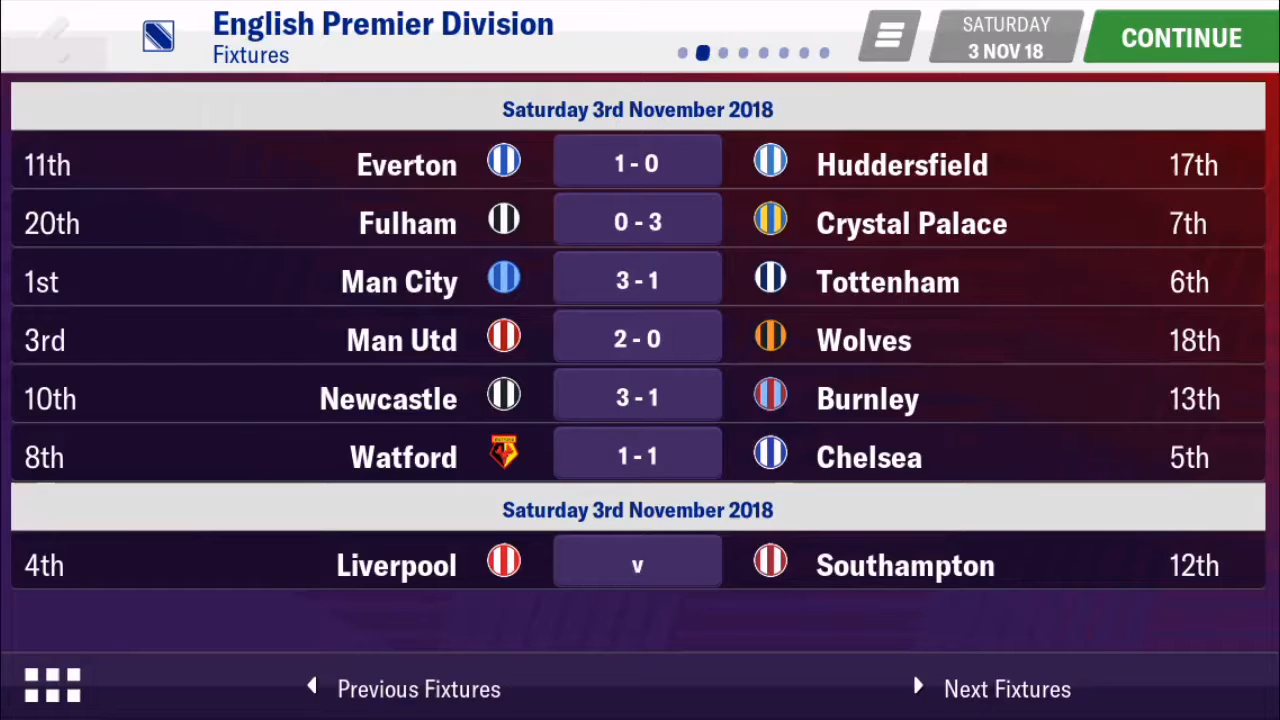 English Premier Division
Fixtures
SATURDAY
3 NOV 18
CONTINUE
Saturday 3rd November 2018
11th Everton 1 - 0 Huddersfield 17th
20th Fulham 0 - 3 Crystal Palace 7th
1st Man City 3 - 1 Tottenham 6th
3rd Man Utd 2 - 0 Wolves 18th
10th Newcastle 3 - 1 Burnley 13th
8th Watford 1 - 1 Chelsea 5th
Saturday 3rd November 2018
4th Liverpool v Southampton 12th
Previous Fixtures Next Fixtures